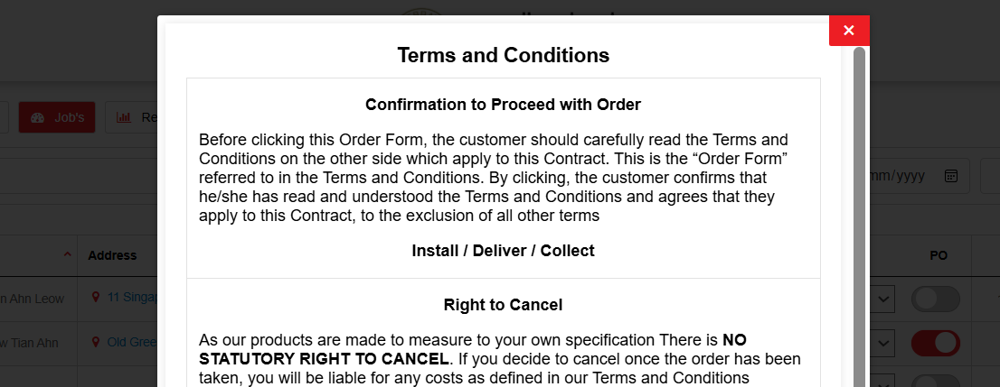 ×
Terms and Conditions
Confirmation to Proceed with Order
Before clicking this Order Form, the customer should carefully read the Terms and
Conditions on the other side which apply to this Contract. This is the “Order Form”
referred to in the Terms and Conditions. By clicking, the customer confirms that
he/she has read and understood the Terms and Conditions and agrees that they
apply to this Contract, to the exclusion of all other terms
Install / Deliver / Collect
Right to Cancel
As our products are made to measure to your own specification There is NO
STATUTORY RIGHT TO CANCEL. If you decide to cancel once the order has been
taken, you will be liable for any costs as defined in our Terms and Conditions
Job's
Re
mm/yyyy
Address
PO
n Ahn Leow
11 Singap
w Tian Ahn
Old Gree